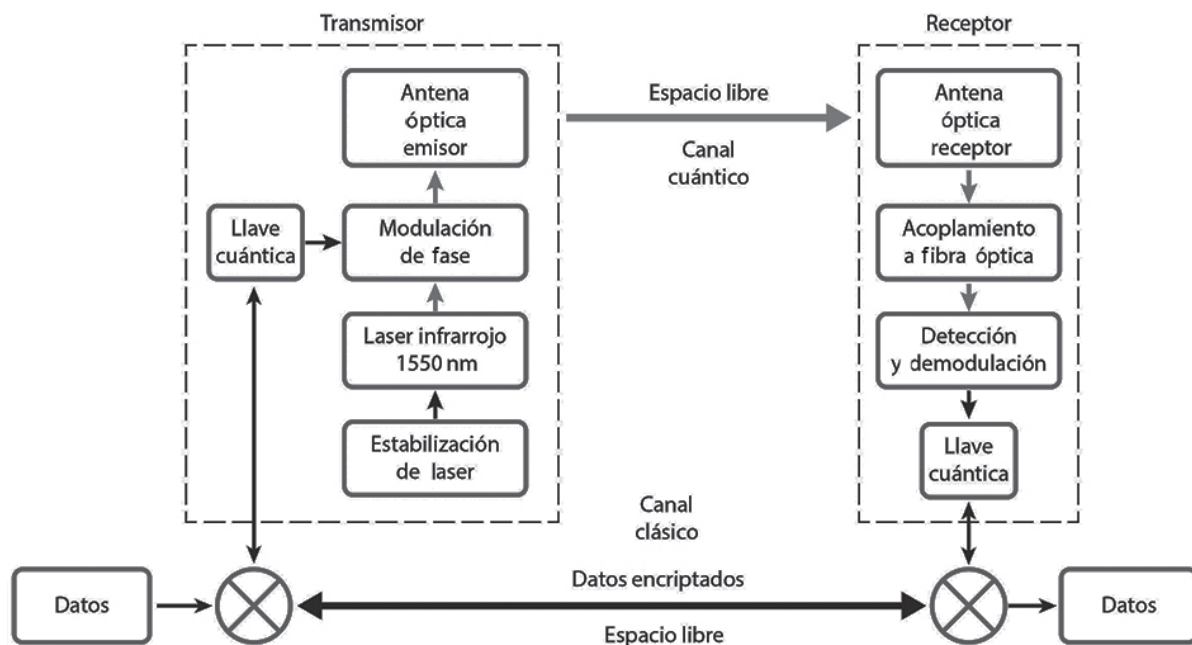 Transmisor
Receptor
Antena
óptica
emisor
Espacio libre
Canal
cuántico
Antena
óptica
receptor
Llave
cuántica
Modulación
de fase
Acoplamiento
a fibra óptica
Laser infrarrojo
1550 nm
Detección
y demodulación
Estabilización
de laser
Llave
cuántica
Canal
clásico
Datos
Datos encriptados
Espacio libre
Datos